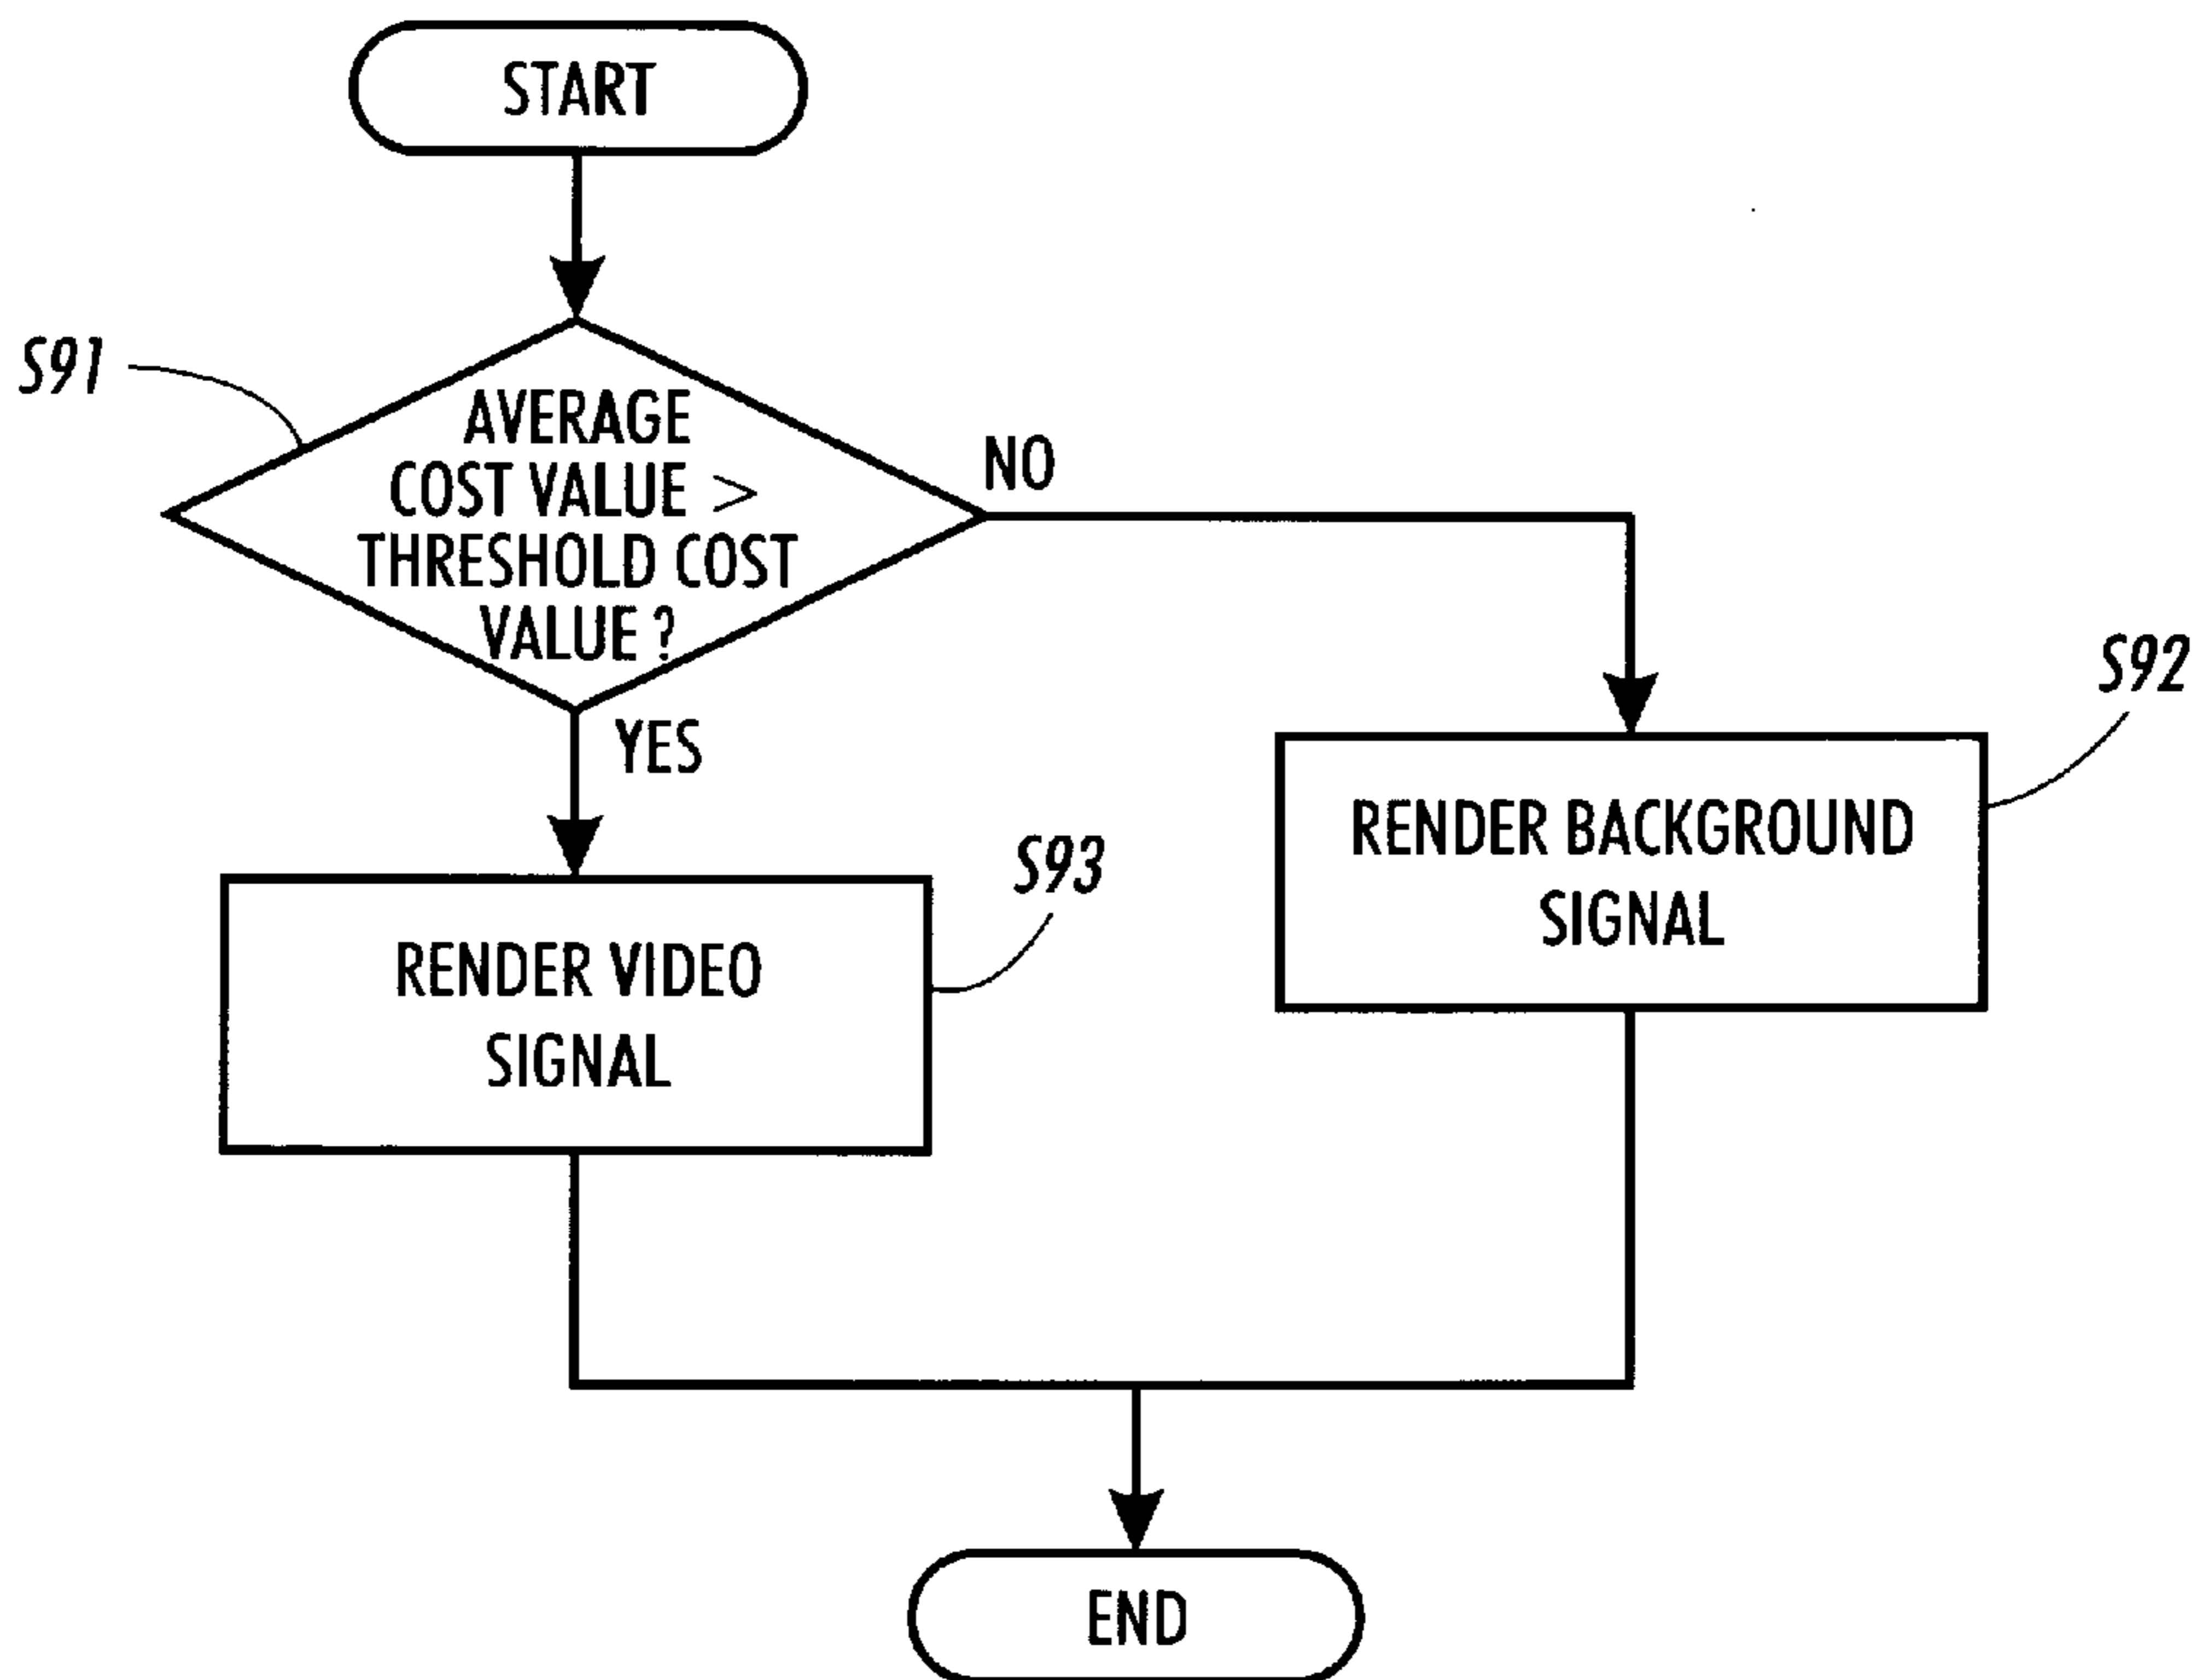 START
S91
AVERAGE
COST VALUE >
THRESHOLD COST
VALUE?
NO
YES
S92
RENDER BACKGROUND
SIGNAL
S93
RENDER VIDEO
SIGNAL
END